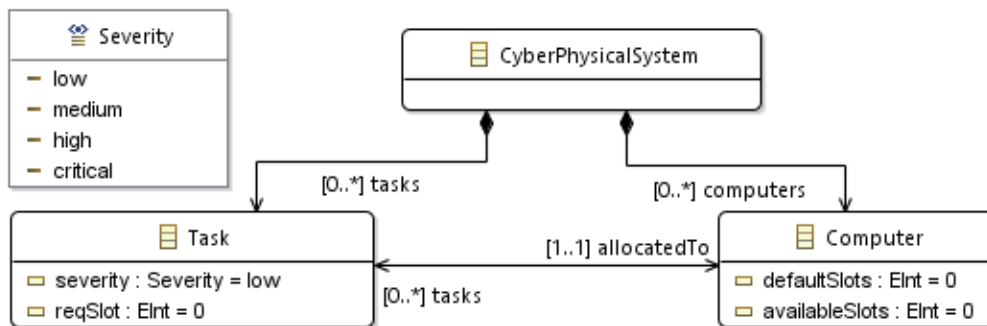 Severity
low
medium
high
critical
CyberPhysicalSystem
[0..*] tasks
[0..*] computers
Task
severity : Severity = low
reqSlot : EInt = 0
[1..1] allocatedTo
[0..*] tasks
Computer
defaultSlots : EInt = 0
availableSlots : EInt = 0